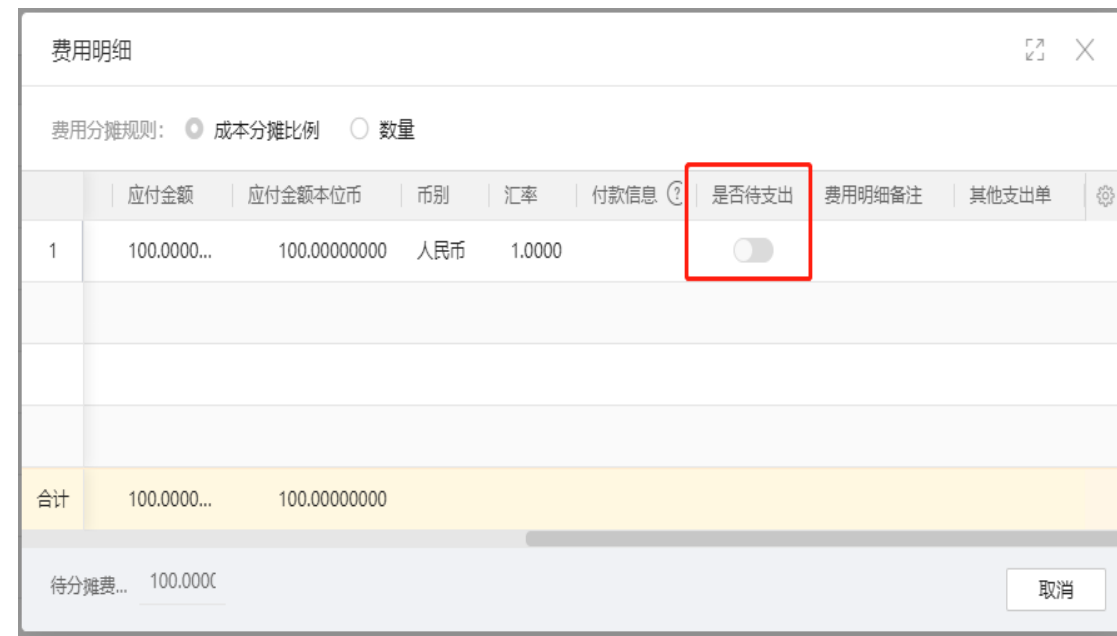 费用明细
费用分摊规则： 成本分摊比例 数量
应付金额 应付金额本位币 币别 汇率 付款信息 ? 是否待支出 费用明细备注 其他支出单
1 100.0000... 100.00000000 人民币 1.0000
合计 100.0000... 100.00000000
待分摊费... 100.000
取消